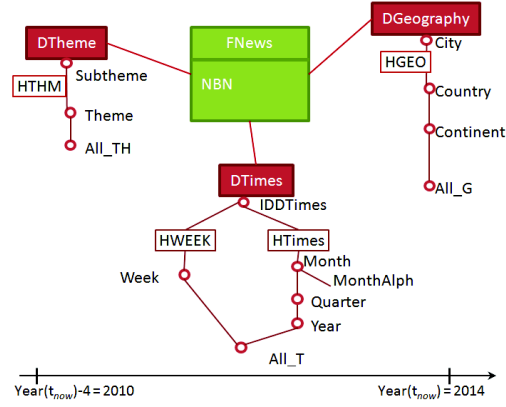 DTheme
FNews
DGeography
Subtheme
HTHM
Theme
All_TH
NBN
City
HGEO
Country
Continent
All_G
DTimes
IDDTimes
HWEEK
HTimes
Week
Month
MonthAlph
Quarter
Year
All_T
Year(tnow)-4 = 2010
Year(tnow) = 2014